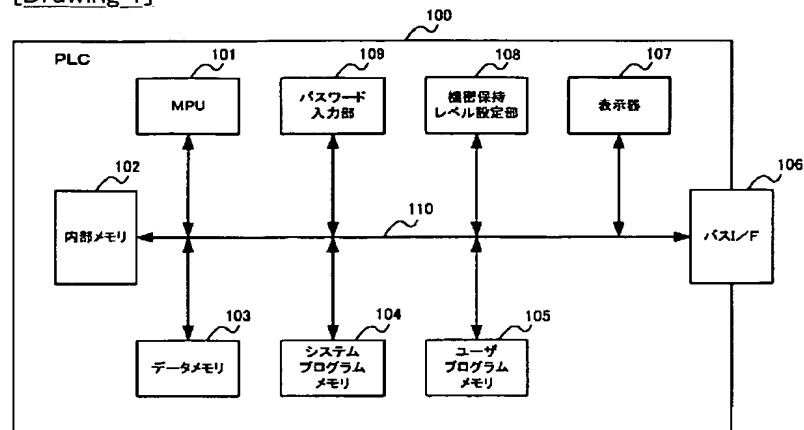 [Drawing 1]
100
PLC
101
109
108
107
MPU
パスワード
入力部
機密保持
レベル設定部
表示器
102
106
内部メモリ
110
バスI/F
103
104
105
データメモリ
システム
プログラム
メモリ
ユーザ
プログラム
メモリ